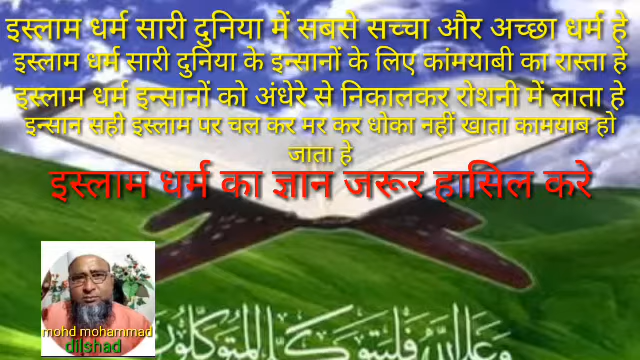 इस्लाम धर्म सारी दुनिया में सबसे सच्चा और अच्छा धर्म हे
इस्लाम धर्म सारी दुनिया के इन्सानों के लिए कांमयाबी का रास्ता हे
इस्लाम धर्म इन्सानों को अंधेरे से निकालकर रोशनी में लाता हे
इन्सान सही इस्लाम पर चल कर मर कर धोका नहीं खाता कामयाब हो
जाता हे
इस्लाम धर्म का ज्ञान जरूर हासिल करे
mohd mohammad
dilshad
وعلى الله فليتوكل المتوكلون